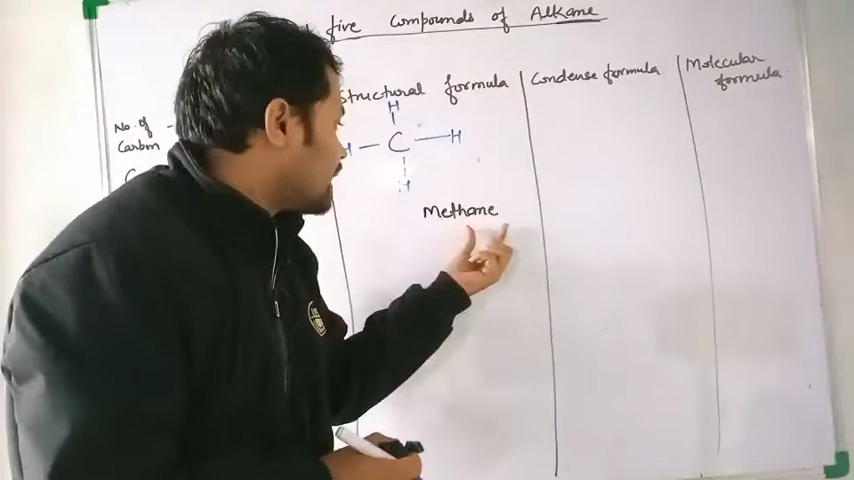 five compounds of Alkane
No. of
Carbon
Structural formula
Condense formula
Molecular
formula
H
H — C — H
H
C
Methane